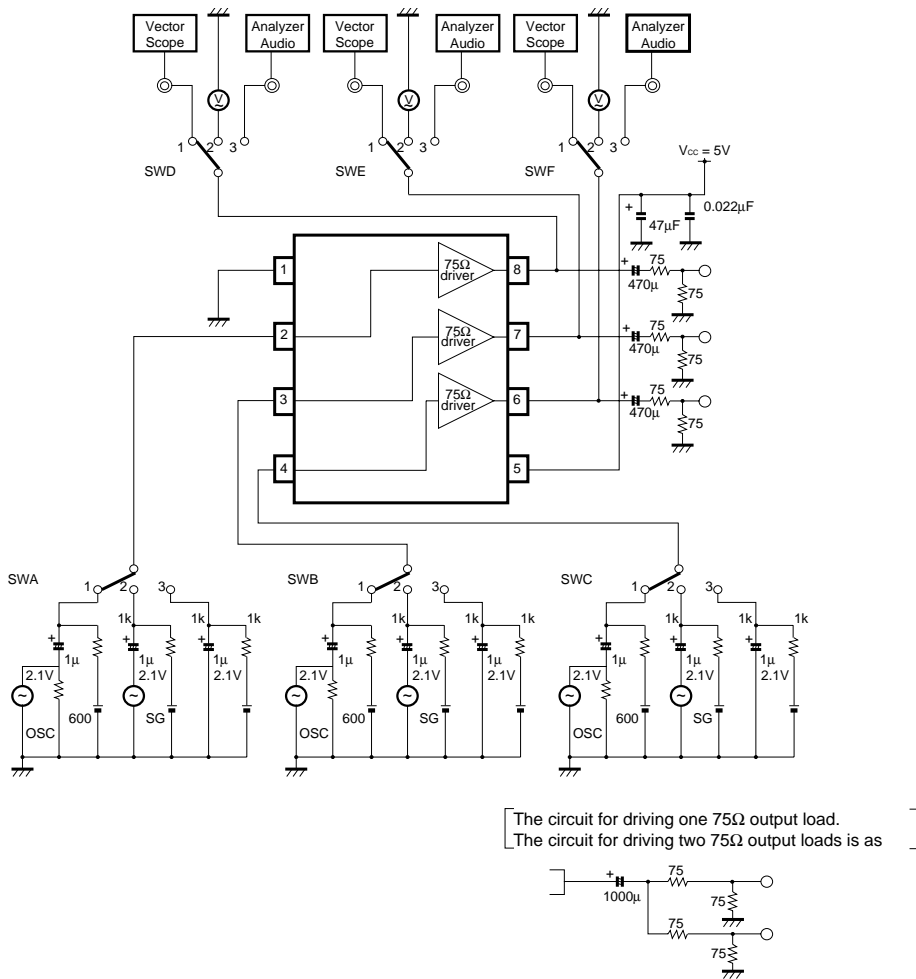 Vector Scope
Analyzer Audio
Vector Scope
Analyzer Audio
Vector Scope
Analyzer Audio
V
V
V
1 2 3
1 2 3
1 2 3
SWD
SWE
SWF
VCC = 5V
+
47µF
0.022µF
1
75Ω driver
8
+
470µ
75
75
2
75Ω driver
7
+
470µ
75
75
3
75Ω driver
6
+
470µ
75
75
4
5
SWA
1 2 3
SWB
1 2 3
SWC
1 2 3
1k 1k 1k
+ 1µ + 1µ + 1µ
2.1V 2.1V 2.1V
~ ~
600
OSC
SG
1k 1k 1k
+ 1µ + 1µ + 1µ
2.1V 2.1V 2.1V
~ ~
600
OSC
SG
1k 1k 1k
+ 1µ + 1µ + 1µ
2.1V 2.1V 2.1V
~ ~
600
OSC
SG
The circuit for driving one 75Ω output load.
The circuit for driving two 75Ω output loads is as
+
1000µ
75
75
75
75